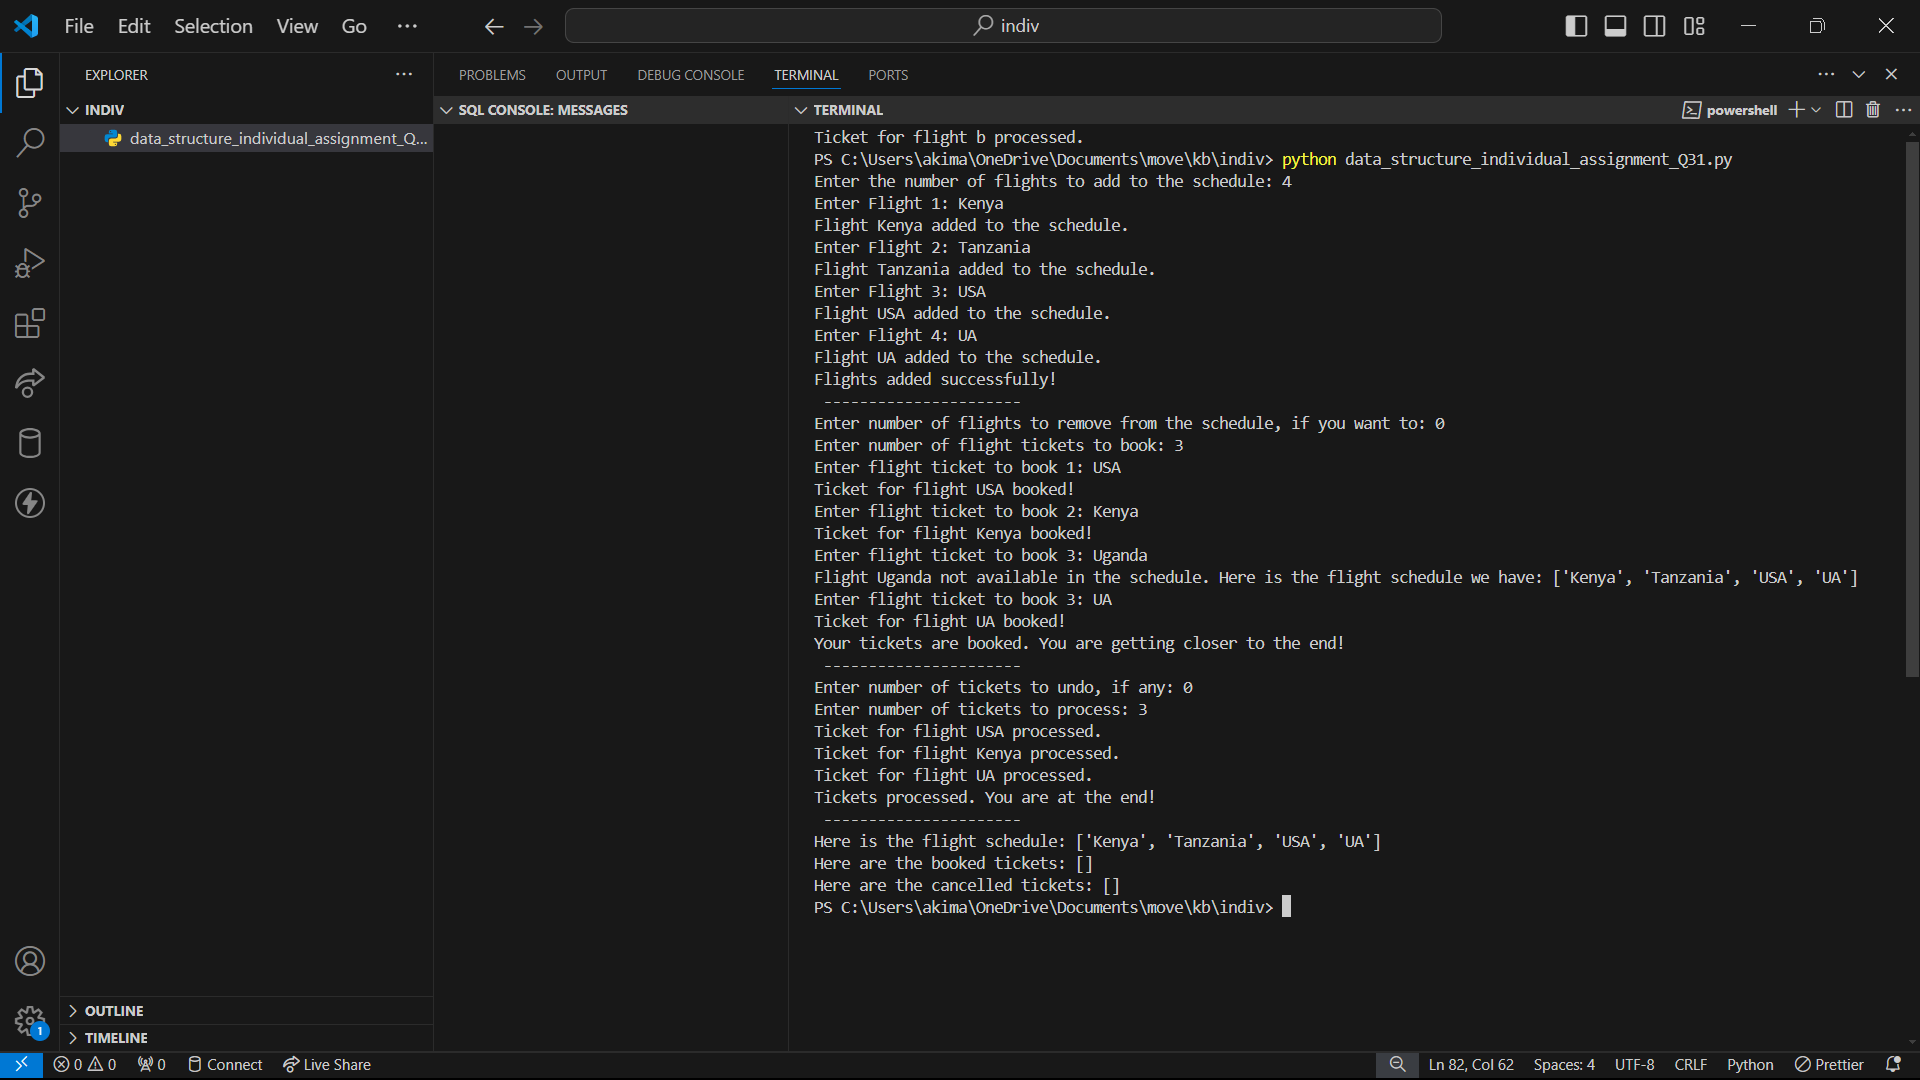 File Edit Selection View Go ···
indiv
EXPLORER ···
INDIV
data_structure_individual_assignment_Q...
OUTLINE
TIMELINE
PROBLEMS OUTPUT DEBUG CONSOLE TERMINAL PORTS
SQL CONSOLE: MESSAGES
TERMINAL
powershell
Ticket for flight b processed.
PS C:\Users\akima\OneDrive\Documents\move\kb\indiv> python data_structure_individual_assignment_Q31.py
Enter the number of flights to add to the schedule: 4
Enter Flight 1: Kenya
Flight Kenya added to the schedule.
Enter Flight 2: Tanzania
Flight Tanzania added to the schedule.
Enter Flight 3: USA
Flight USA added to the schedule.
Enter Flight 4: UA
Flight UA added to the schedule.
Flights added successfully!
----------------------
Enter number of flights to remove from the schedule, if you want to: 0
Enter number of flight tickets to book: 3
Enter flight ticket to book 1: USA
Ticket for flight USA booked!
Enter flight ticket to book 2: Kenya
Ticket for flight Kenya booked!
Enter flight ticket to book 3: Uganda
Flight Uganda not available in the schedule. Here is the flight schedule we have: ['Kenya', 'Tanzania', 'USA', 'UA']
Enter flight ticket to book 3: UA
Ticket for flight UA booked!
Your tickets are booked. You are getting closer to the end!
----------------------
Enter number of tickets to undo, if any: 0
Enter number of tickets to process: 3
Ticket for flight USA processed.
Ticket for flight Kenya processed.
Ticket for flight UA processed.
Tickets processed. You are at the end!
----------------------
Here is the flight schedule: ['Kenya', 'Tanzania', 'USA', 'UA']
Here are the booked tickets: []
Here are the cancelled tickets: []
PS C:\Users\akima\OneDrive\Documents\move\kb\indiv>
1
0 0 0 Connect Live Share Ln 82, Col 62 Spaces: 4 UTF-8 CRLF Python Prettier